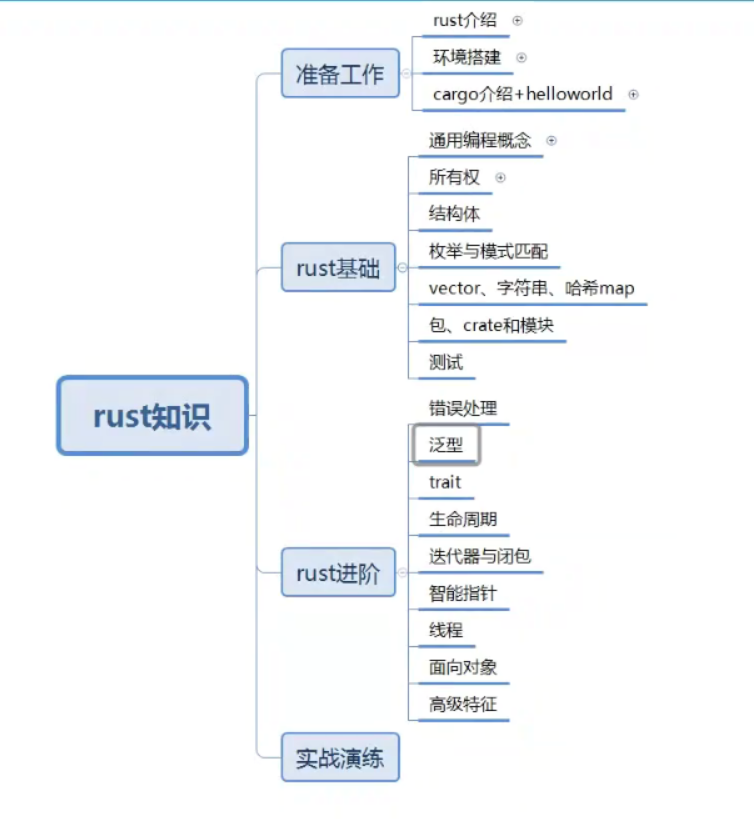 rust知识
准备工作
rust介绍
环境搭建
cargo介绍+helloworld
rust基础
通用编程概念
所有权
结构体
枚举与模式匹配
vector、字符串、哈希map
包、crate和模块
测试
rust进阶
错误处理
泛型
trait
生命周期
迭代器与闭包
智能指针
线程
面向对象
高级特征
实战演练